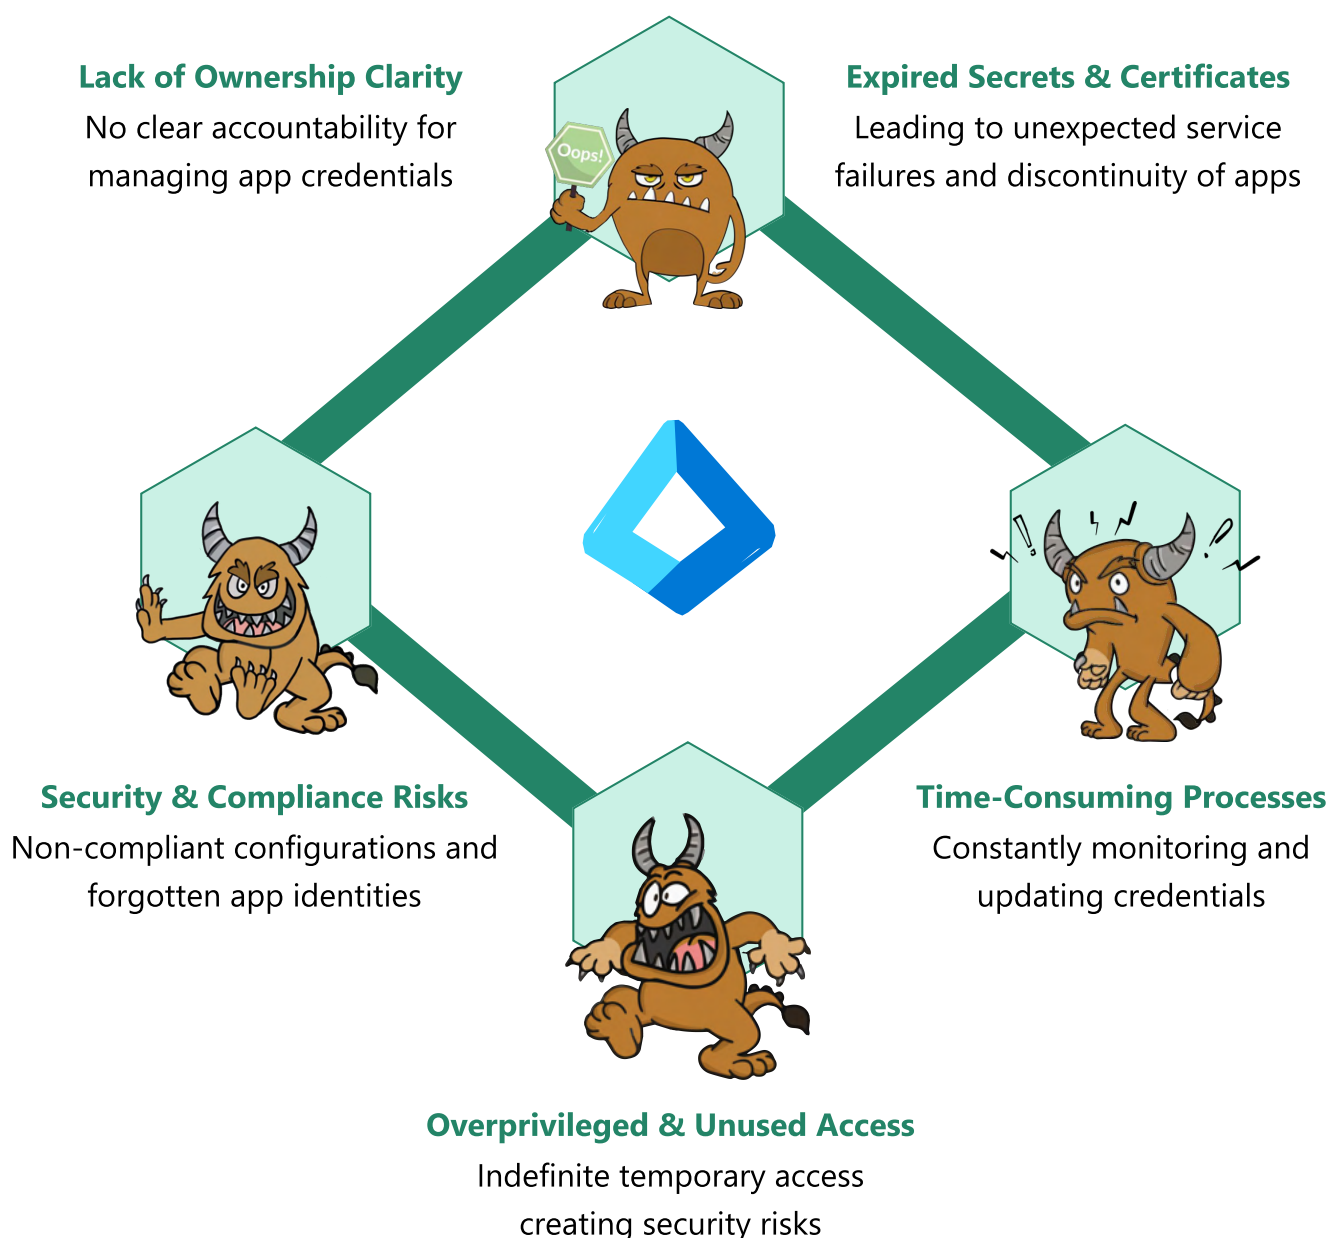 Lack of Ownership Clarity
No clear accountability for
managing app credentials
Expired Secrets & Certificates
Leading to unexpected service
failures and discontinuity of apps
Oops!
Security & Compliance Risks
Non-compliant configurations and
forgotten app identities
Time-Consuming Processes
Constantly monitoring and
updating credentials
Overprivileged & Unused Access
Indefinite temporary access
creating security risks